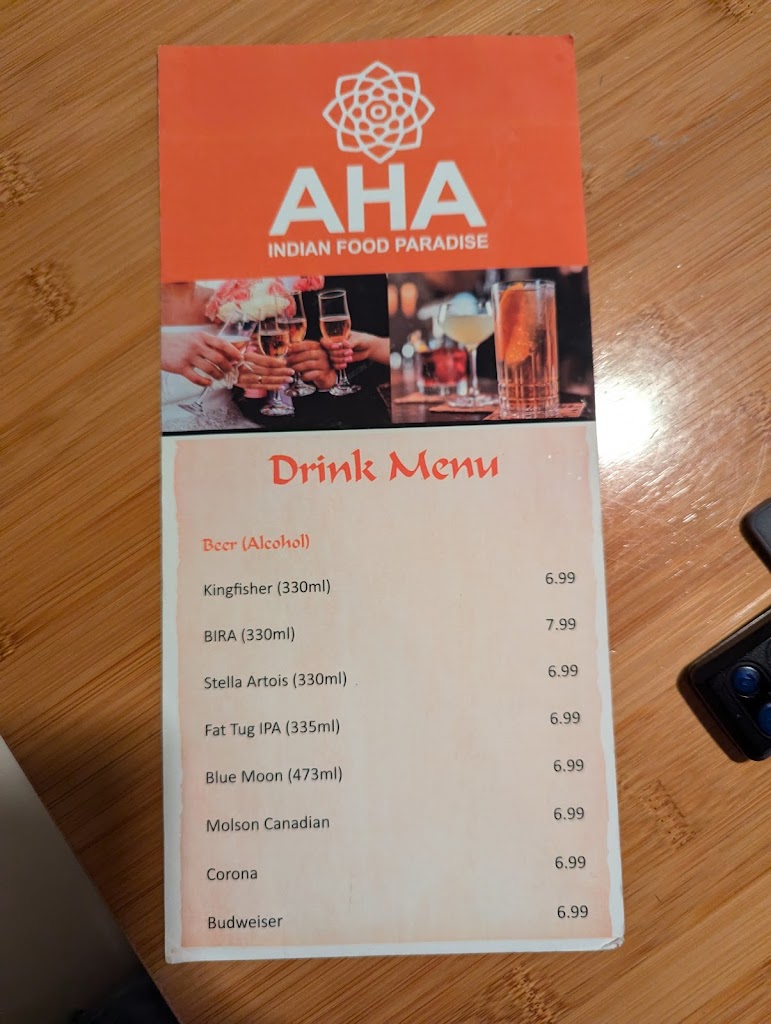 AHA
INDIAN FOOD PARADISE
Drink Menu
Beer (Alcohol)
Kingfisher (330ml) 6.99
BIRA (330ml) 7.99
Stella Artois (330ml) 6.99
Fat Tug IPA (335ml) 6.99
Blue Moon (473ml) 6.99
Molson Canadian 6.99
Corona 6.99
Budweiser 6.99